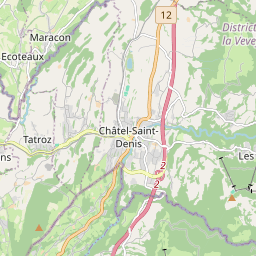 12
District
la Veve
Maracon
Ecoteaux
Châtel-Saint-
Denis
Tatroz
ns
Les
2
2